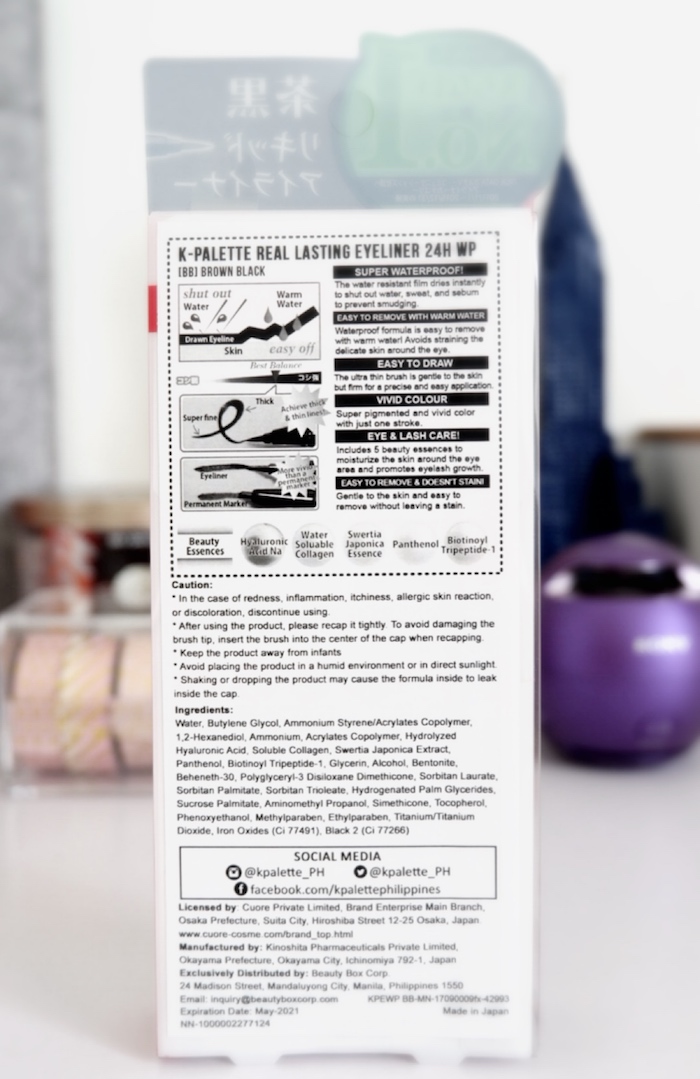 茶黒
リキッド
アイライナー
NO.1
K-PALETTE REAL LASTING EYELINER 24H WP
[BB] BROWN BLACK
shut out
Water
Warm
Water
Drawn Eyeline
Skin
easy off
Best Balance
コシ強
Thick
Super fine
Achieve thick
& thin lines!
Eyeliner
More vivid
than a
permanent
marker
Permanent Marker
SUPER WATERPROOF!
The water resistant film dries instantly
to shut out water, sweat, and sebum
to prevent smudging.
EASY TO REMOVE WITH WARM WATER
Waterproof formula is easy to remove
with warm water! Avoids straining the
delicate skin around the eye.
EASY TO DRAW
The ultra thin brush is gentle to the skin
but firm for a precise and easy application.
VIVID COLOUR
Super pigmented and vivid color
with just one stroke.
EYE & LASH CARE!
Includes 5 beauty essences to
moisturize the skin around the eye
area and promotes eyelash growth.
EASY TO REMOVE & DOESN'T STAIN!
Gentle to the skin and easy to
remove without leaving a stain.
Beauty
Essences
Hyaluronic
Acid Na
Water
Soluable
Collagen
Swertia
Japonica
Essence
Panthenol
Biotinoyl
Tripeptide-1
Caution:
* In the case of redness, inflammation, itchiness, allergic skin reaction,
or discoloration, discontinue using.
* After using the product, please recap it tightly. To avoid damaging the
brush tip, insert the brush into the center of the cap when recapping.
* Keep the product away from infants
* Avoid placing the product in a humid environment or in direct sunlight.
* Shaking or dropping the product may cause the formula inside to leak
inside the cap.
Ingredients:
Water, Butylene Glycol, Ammonium Styrene/Acrylates Copolymer,
1,2-Hexanediol, Ammonium, Acrylates Copolymer, Hydrolyzed
Hyaluronic Acid, Soluble Collagen, Swertia Japonica Extract,
Panthenol, Biotinoyl Tripeptide-1, Glycerin, Alcohol, Bentonite,
Beheneth-30, Polyglyceryl-3 Disiloxane Dimethicone, Sorbitan Laurate,
Sorbitan Palmitate, Sorbitan Trioleate, Hydrogenated Palm Glycerides,
Sucrose Palmitate, Aminomethyl Propanol, Simethicone, Tocopherol,
Phenoxyethanol, Methylparaben, Ethylparaben, Titanium/Titanium
Dioxide, Iron Oxides (Ci 77491), Black 2 (Ci 77266)
SOCIAL MEDIA
@kpalette_PH @kpalette_PH
facebook.com/kpalettephilippines
Licensed by: Cuore Private Limited, Brand Enterprise Main Branch,
Osaka Prefecture, Suita City, Hiroshiba Street 12-25 Osaka, Japan.
www.cuore-cosme.com/brand_top.html
Manufactured by: Kinoshita Pharmaceuticals Private Limited,
Okayama Prefecture, Okayama City, Ichinomiya 792-1, Japan
Exclusively Distributed by: Beauty Box Corp.
24 Madison Street, Mandaluyong City, Manila, Philippines 1550
Email: inquiry@beautyboxcorp.com KPEWP BB-MN-17090009fx-42993
Expiration Date: May-2021 Made in Japan
NN-1000002277124